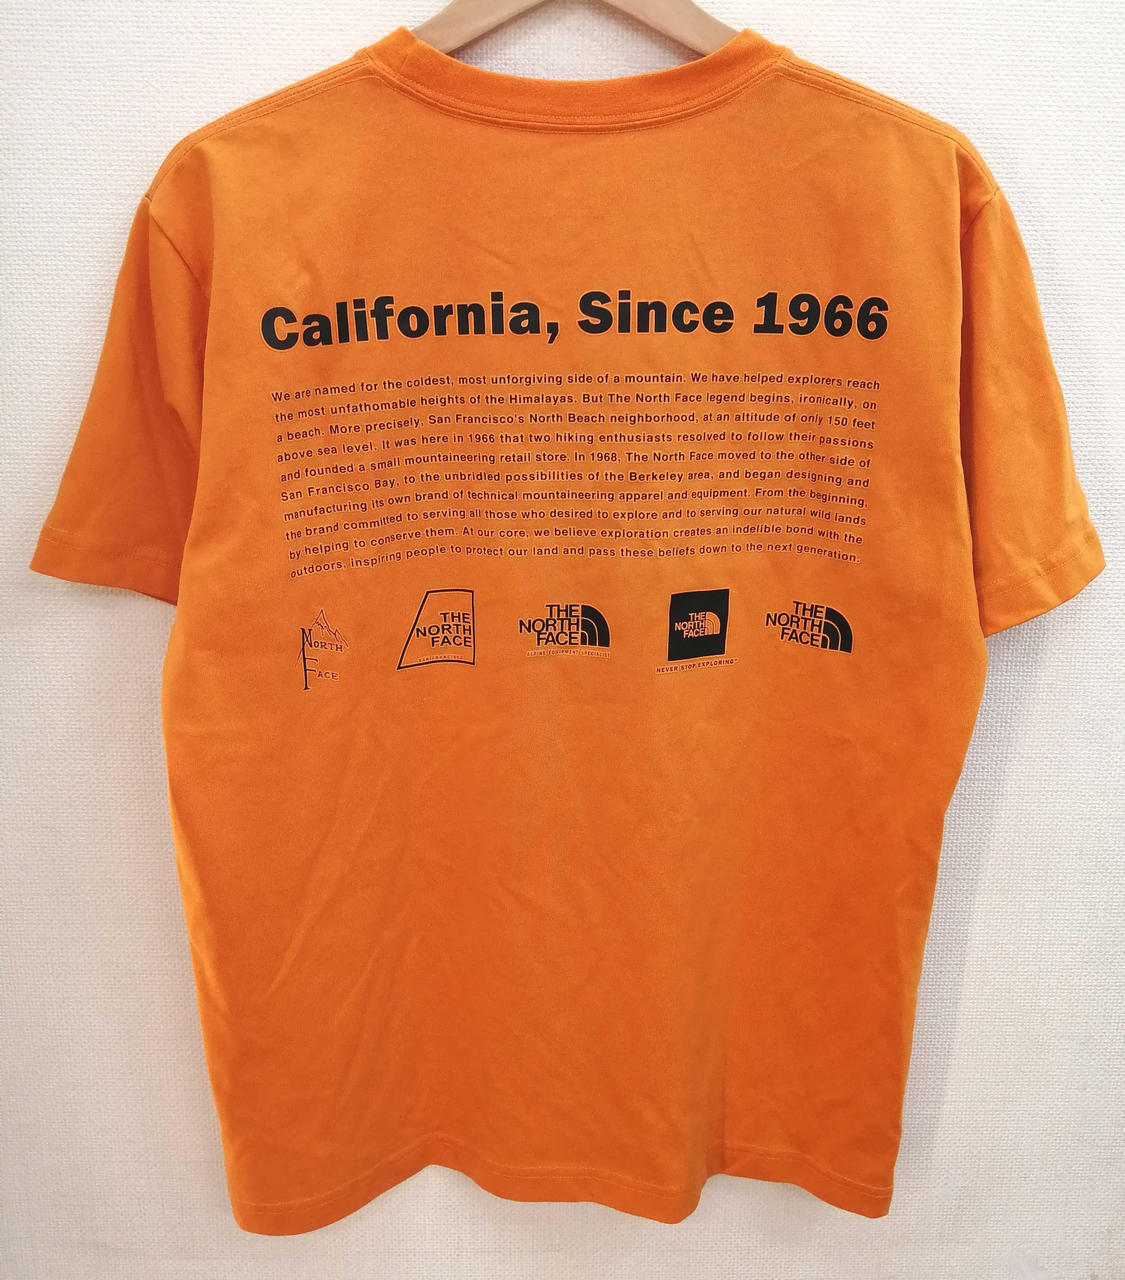 California, Since 1966
We are named for the coldest, most unforgiving side of a mountain. We have helped explorers reach
the most unfathomable heights of the Himalayas. But The North Face legend begins, ironically, on
a beach. More precisely, San Francisco's North Beach neighborhood, at an altitude of only 150 feet
above sea level. It was here in 1966 that two hiking enthusiasts resolved to follow their passions
and founded a small mountaineering retail store. In 1968, The North Face moved to the other side of
San Francisco Bay, to the unbridled possibilities of the Berkeley area, and began designing and
manufacturing its own brand of technical mountaineering apparel and equipment. From the beginning,
the brand committed to serving all those who desired to explore and to serving our natural wild lands
by helping to conserve them. At our core, we believe exploration creates an indelible bond with the
outdoors, inspiring people to protect our land and pass these beliefs down to the next generation.
NORTH
FACE
THE
NORTH
FACE
SAN FRANCISCO
THE
NORTH
FACE
ALPINE EQUIPMENT SPECIALIST
THE
NORTH
FACE
NEVER STOP EXPLORING™
THE
NORTH
FACE